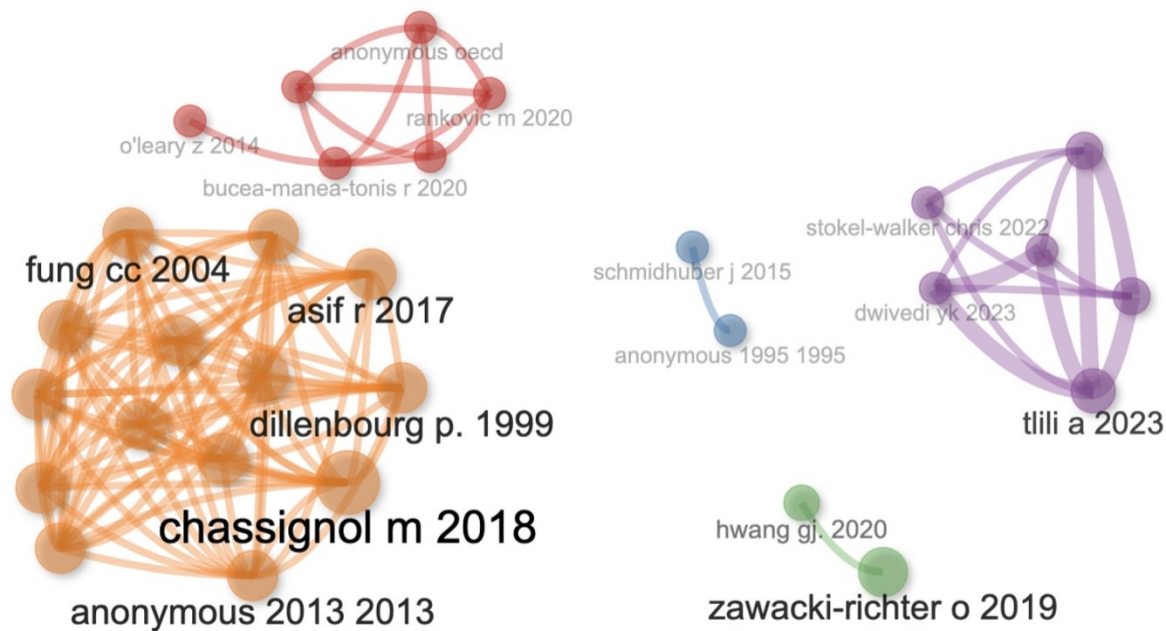 anonymous oecd
rankovic m 2020
o'leary z 2014
bucea-manea-tonis r 2020
fung cc 2004
asif r 2017
dillenbourg p. 1999
chassignol m 2018
anonymous 2013 2013
schmidhuber j 2015
anonymous 1995 1995
stokel-walker chris 2022
dwivedi yk 2023
tlili a 2023
hwang gj. 2020
zawacki-richter o 2019